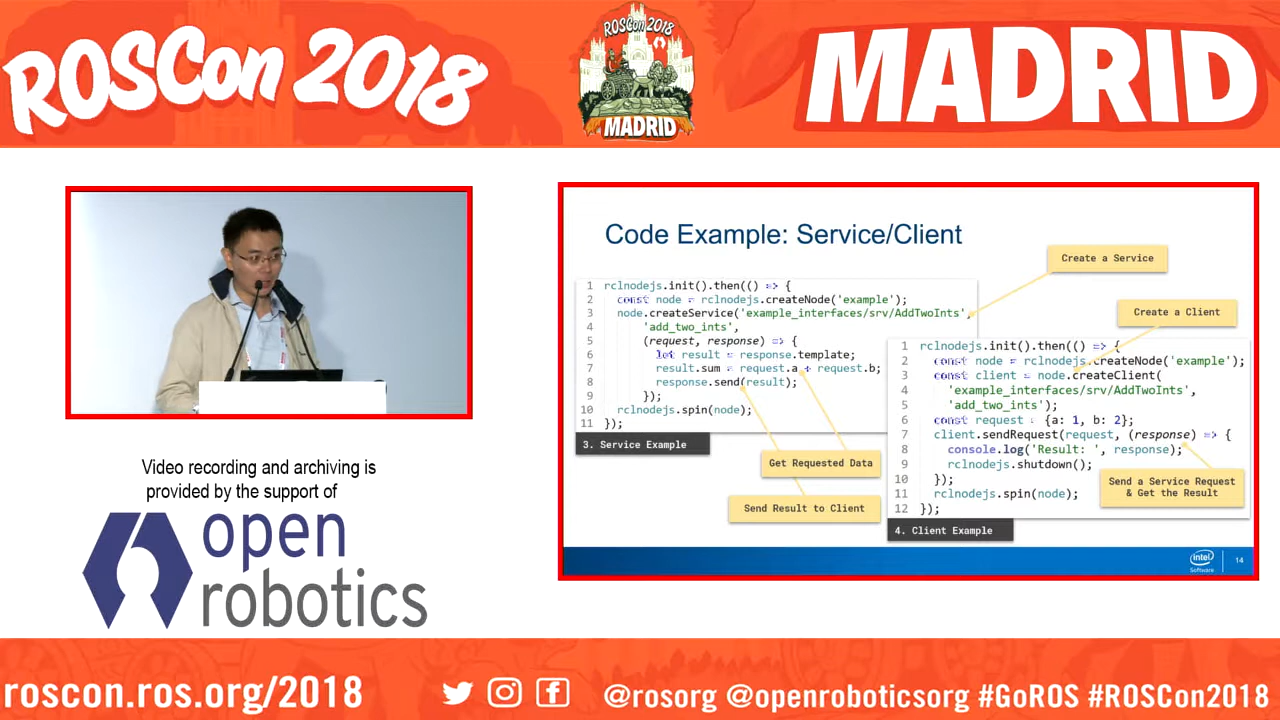 ROSCon 2018
ROSCon 2018
MADRID
MADRID
Code Example: Service/Client
Create a Service
1 rclnodejs.init().then(() => {
2 const node = rclnodejs.createNode('example');
3 node.createService('example_interfaces/srv/AddTwoInts',
4 'add_two_ints',
5 (request, response) => {
6 let result = response.template;
7 result.sum = request.a + request.b;
8 response.send(result);
9 });
10 rclnodejs.spin(node);
11 });
3. Service Example
Get Requested Data
Send Result to Client
Create a Client
1 rclnodejs.init().then(() => {
2 const node = rclnodejs.createNode('example');
3 const client = node.createClient(
4 'example_interfaces/srv/AddTwoInts',
5 'add_two_ints');
6 const request = {a: 1, b: 2};
7 client.sendRequest(request, (response) => {
8 console.log('Result: ', response);
9 rclnodejs.shutdown();
10 });
11 rclnodejs.spin(node);
12 });
Send a Service Request
& Get the Result
4. Client Example
intel
Software
14
Video recording and archiving is
provided by the support of
open
robotics
roscon.ros.org/2018
@rosorg @openroboticsorg #GoROS #ROSCon2018